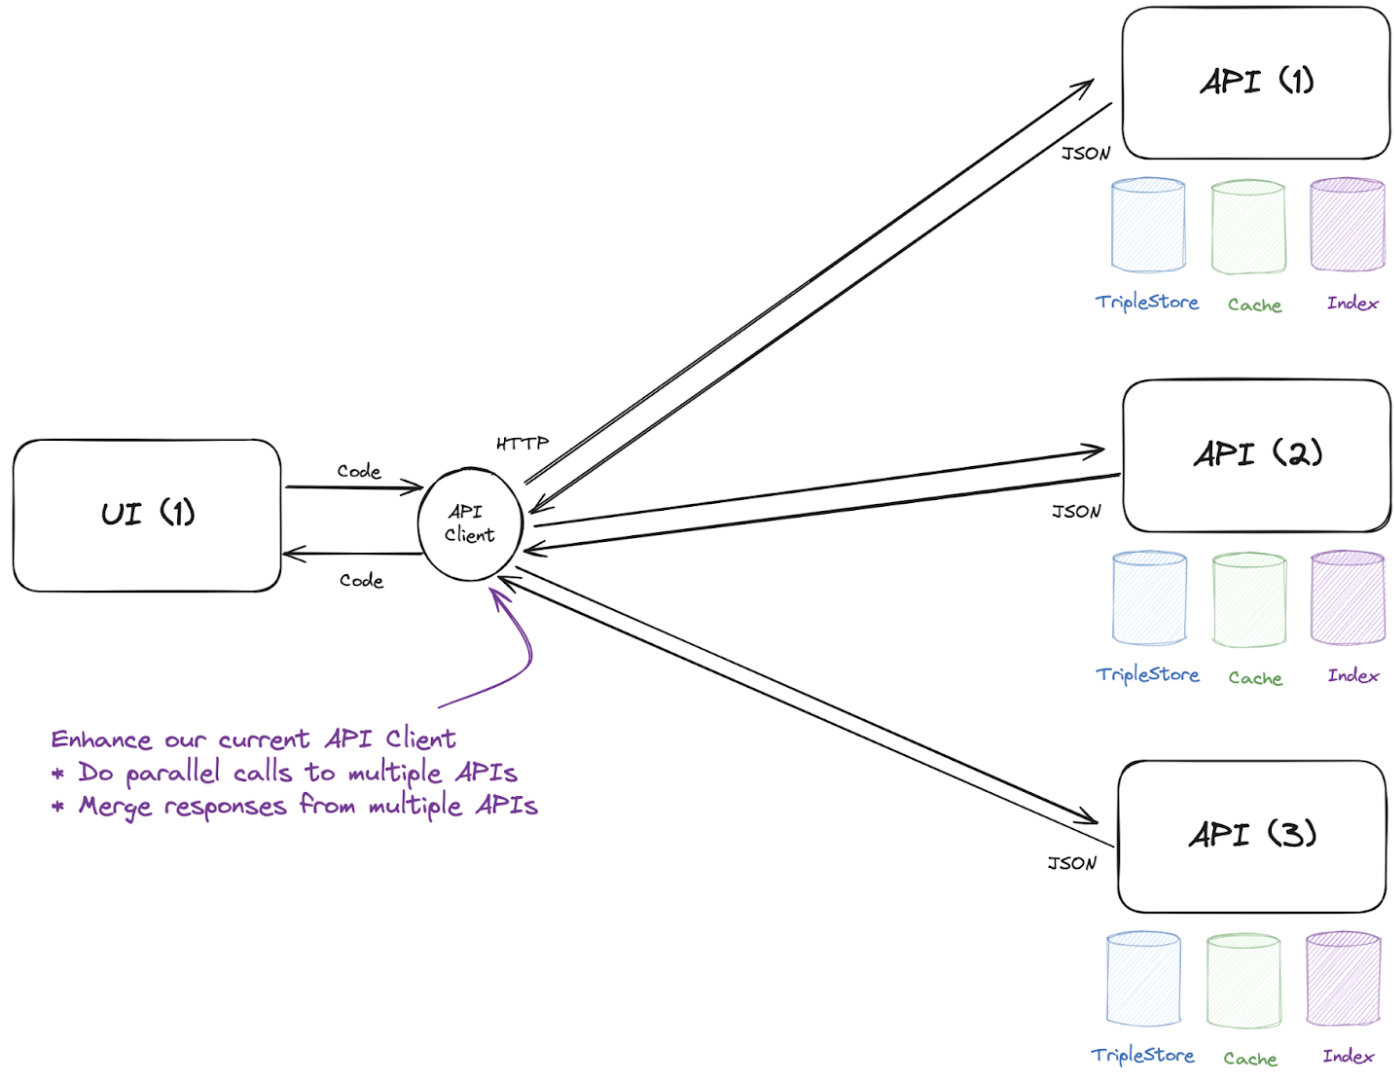 API (1)
JSON
TripleStore
Cache
Index
HTTP
API (2)
Code
UI (1)
API
Client
JSON
Code
TripleStore
Cache
Index
Enhance our current API Client
* Do parallel calls to multiple APIs
* Merge responses from multiple APIs
API (3)
JSON
TripleStore
Cache
Index